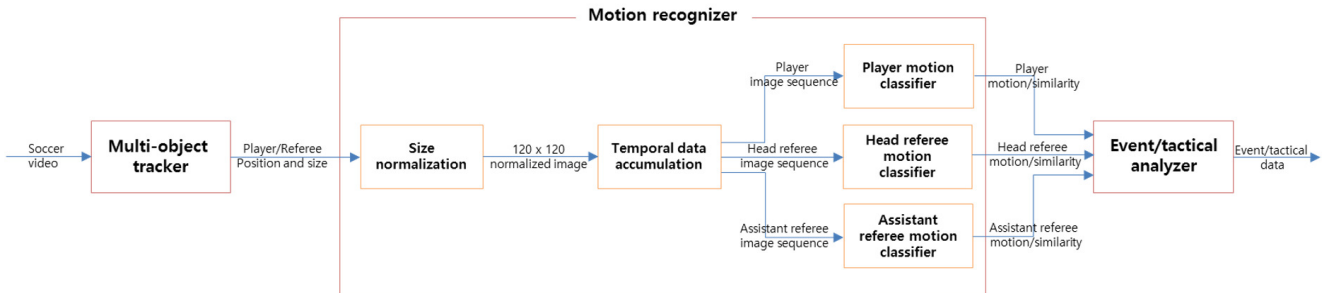 Motion recognizer
Soccer
video
Multi-object
tracker
Player/Referee
Position and size
Size
normalization
120 x 120
normalized image
Temporal data
accumulation
Player
image sequence
Head referee
image sequence
Assistant referee
image sequence
Player motion
classifier
Head referee
motion
classifier
Assistant
referee motion
classifier
Player
motion/similarity
Head referee
motion/similarity
Assistant referee
motion/similarity
Event/tactical
analyzer
Event/tactical
data